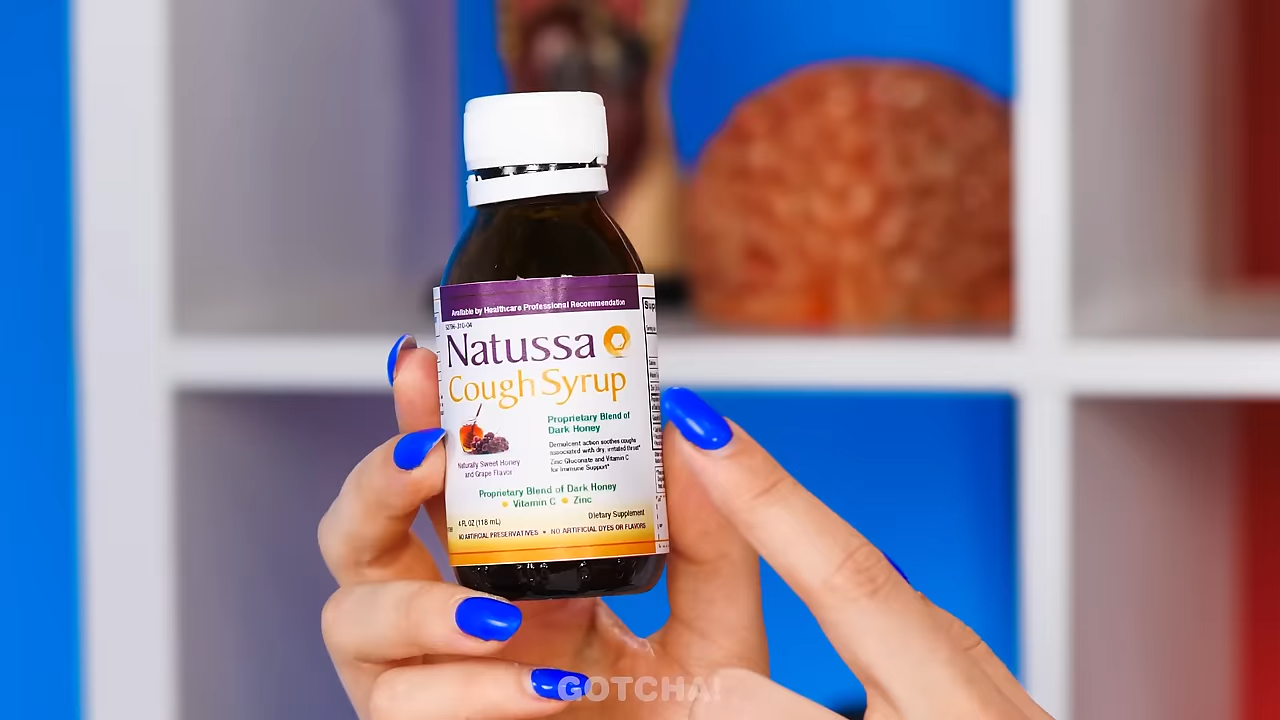 Available by Healthcare Professional Recommendation
Natussa
Cough Syrup
Proprietary Blend of
Dark Honey
Demulcent action soothes coughs
associated with dry, irritated throat*
Zinc Gluconate and Vitamin C
for Immune Support*
Naturally Sweet Honey
and Grape Flavor
Proprietary Blend of Dark Honey
• Vitamin C • Zinc
4 FL OZ (118 mL)
Dietary Supplement
NO ARTIFICIAL PRESERVATIVES • NO ARTIFICIAL DYES OR FLAVORS
GOTCHA!